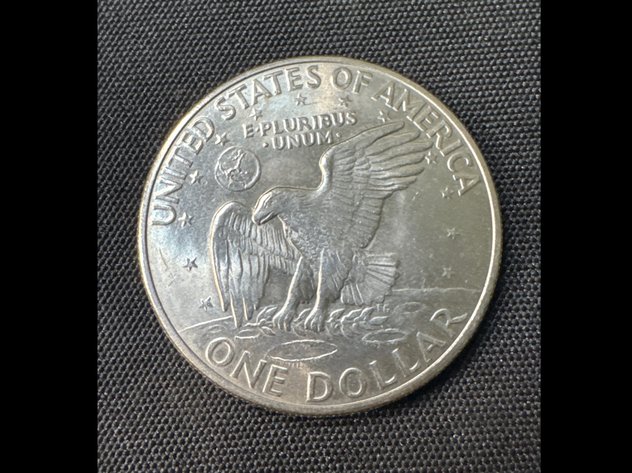 UNITED STATES OF AMERICA
E·PLURIBUS
·UNUM·
ONE DOLLAR